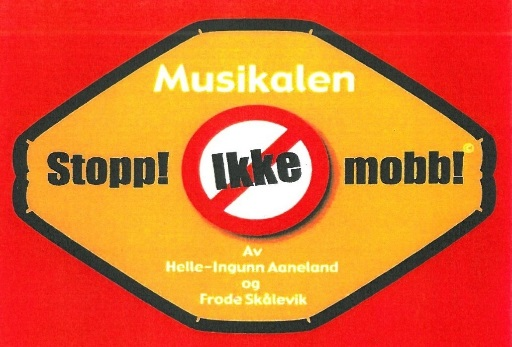 Musikalen
Stopp! Ikke mobb!
Av
Helle-Ingunn Aaneland
og
Frode Skålevik